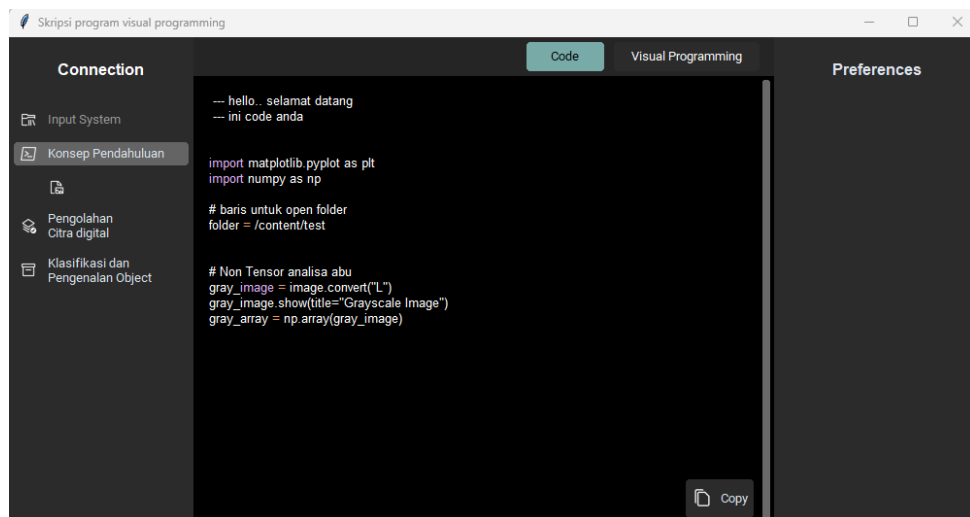 Skripsi program visual programming
Connection
Input System
Konsep Pendahuluan
Pengolahan
Citra digital
Klasifikasi dan
Pengenalan Object
Code
Visual Programming
--- hello.. selamat datang
--- ini code anda
import matplotlib.pyplot as plt
import numpy as np
# baris untuk open folder
folder = /content/test
# Non Tensor analisa abu
gray_image = image.convert("L")
gray_image.show(title="Grayscale Image")
gray_array = np.array(gray_image)
Copy
Preferences